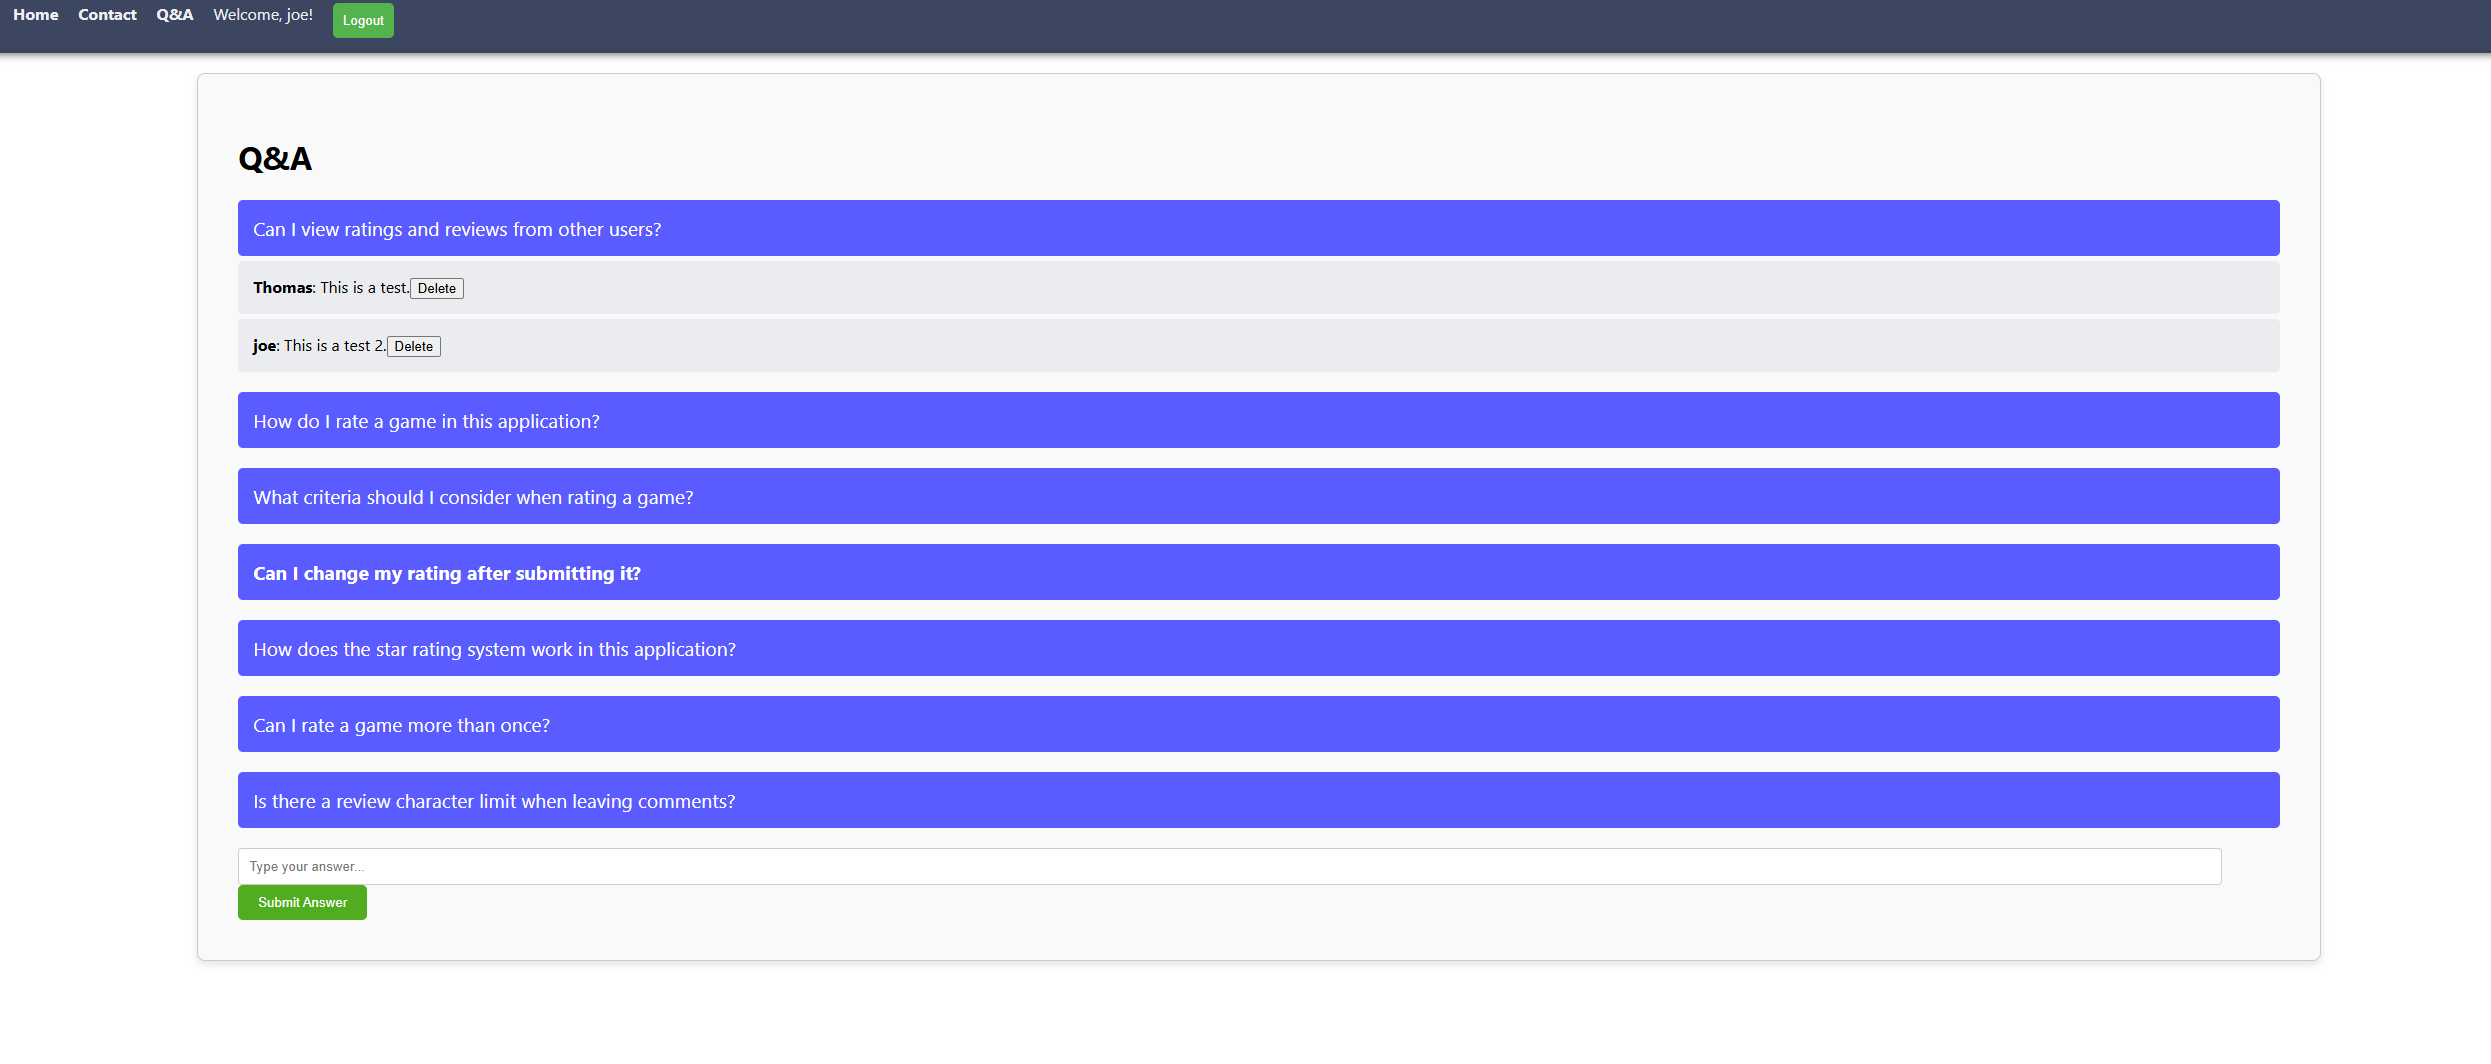 Home Contact Q&A Welcome, joe! Logout
Q&A
Can I view ratings and reviews from other users?
Thomas: This is a test. Delete
joe: This is a test 2. Delete
How do I rate a game in this application?
What criteria should I consider when rating a game?
Can I change my rating after submitting it?
How does the star rating system work in this application?
Can I rate a game more than once?
Is there a review character limit when leaving comments?
Type your answer...
Submit Answer